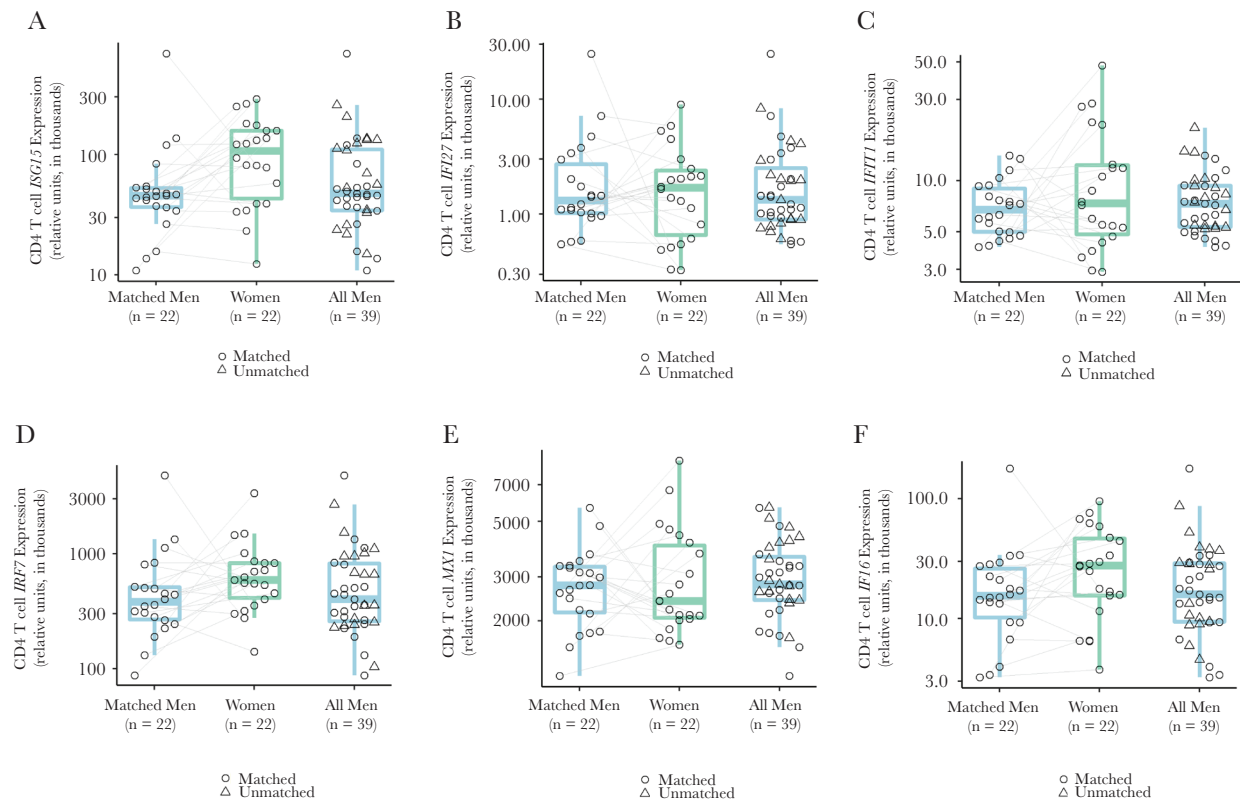 A
CD4 T cell ISG15 Expression
(relative units, in thousands)
300
100
30
10
Matched Men
(n = 22)
Women
(n = 22)
All Men
(n = 39)
Matched
Unmatched
B
CD4 T cell IFI27 Expression
(relative units, in thousands)
30.00
10.00
3.00
1.00
0.30
Matched Men
(n = 22)
Women
(n = 22)
All Men
(n = 39)
Matched
Unmatched
C
CD4 T cell IFIT1 Expression
(relative units, in thousands)
50.0
30.0
10.0
5.0
3.0
Matched Men
(n = 22)
Women
(n = 22)
All Men
(n = 39)
Matched
Unmatched
D
CD4 T cell IRF7 Expression
(relative units, in thousands)
3000
1000
300
100
Matched Men
(n = 22)
Women
(n = 22)
All Men
(n = 39)
Matched
Unmatched
E
CD4 T cell MX1 Expression
(relative units, in thousands)
7000
5000
3000
2000
Matched Men
(n = 22)
Women
(n = 22)
All Men
(n = 39)
Matched
Unmatched
F
CD4 T cell IF16 Expression
(relative units, in thousands)
100.0
30.0
10.0
3.0
Matched Men
(n = 22)
Women
(n = 22)
All Men
(n = 39)
Matched
Unmatched